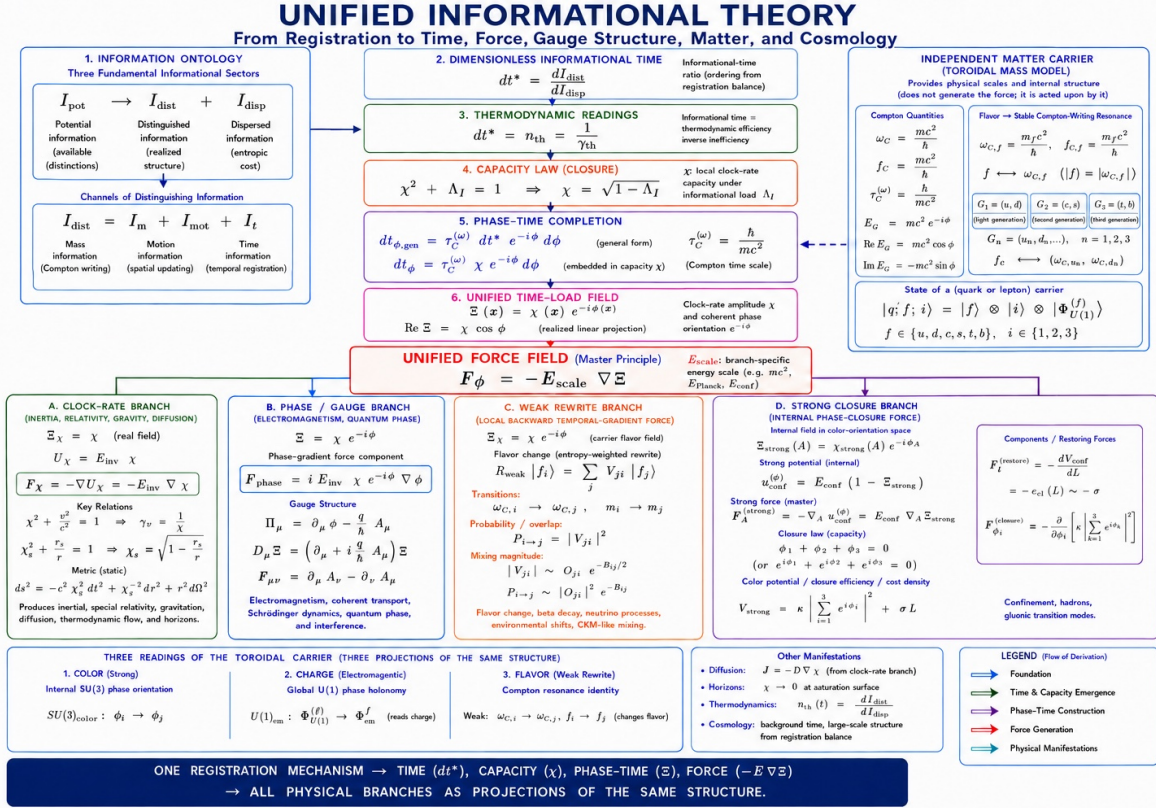 UNIFIED INFORMATIONAL THEORY
From Registration to Time, Force, Gauge Structure, Matter, and Cosmology
1. INFORMATION ONTOLOGY
Three Fundamental Informational Sectors
I_pot → I_dist + I_disp
Potential information (available distinctions)
Distinguished information (realized structure)
Dispersed information (entropic cost)
Channels of Distinguishing Information
I_dist = I_m + I_mot + I_t
Mass information (Compton writing)
Motion information (spatial updating)
Time information (temporal registration)
2. DIMENSIONLESS INFORMATIONAL TIME
dt* = dI_dist / dI_disp
Informational-time ratio (ordering from registration balance)
3. THERMODYNAMIC READINGS
dt* = n_th = 1 / γ_th
Informational time = thermodynamic efficiency inverse inefficiency
4. CAPACITY LAW (CLOSURE)
χ² + Λ_I = 1 ⇒ χ = √(1 − Λ_I)
χ: local clock-rate capacity under informational load Λ_I
5. PHASE–TIME COMPLETION
dt_ϕ,gen = τ_C^(ω) dt* e^−iϕ dϕ (general form)
τ_C^(ω) = ħ / mc²
dt_ϕ = τ_C^(ω) χ e^−iϕ dϕ (embedded in capacity χ)
(Compton time scale)
6. UNIFIED TIME–LOAD FIELD
Ξ (x) = χ (x) e^−iϕ(x)
Re Ξ = χ cos ϕ (realized linear projection)
Clock-rate amplitude χ and coherent phase orientation e^−iϕ
INDEPENDENT MATTER CARRIER
(TOROIDAL MASS MODEL)
Provides physical scales and internal structure
(does not generate the force; it is acted upon by it)
Compton Quantities
ω_C = mc² / ħ
f_C = mc² / ħ
τ_C^(ω) = ħ / mc²
E_G = mc² e^−iϕ
Re E_G = mc² cos ϕ
Im E_G = −mc² sin ϕ
Flavor → Stable Compton-Writing Resonance
ω_C,f = m_f c² / ħ, f_C,f = m_f c² / ħ
f ⟷ ω_C,f (|f| = |ω_C,f|)
G₁ = (u, d) (light generation)
G₂ = (c, s) (second generation)
G₃ = (t, b) (third generation)
G_n = (u_n, d_n,...), n = 1, 2, 3
f_c ⟷ (ω_C,u_n, ω_C,d_n)
State of a (quark or lepton) carrier
|q; f; i⟩ = |f⟩ ⊗ |i⟩ ⊗ |Φ_U(1)^(f)⟩
f ∈ {u, d, c, s, t, b}, i ∈ {1, 2, 3}
UNIFIED FORCE FIELD (Master Principle)
F_ϕ = −E_scale ∇Ξ
E_scale: branch-specific energy scale (e.g. mc², E_Planck, E_conf)
A. CLOCK-RATE BRANCH
(INERTIA, RELATIVITY, GRAVITY, DIFFUSION)
Ξ_χ = χ (real field)
U_χ = E_inv χ
F_χ = −∇U_χ = −E_inv ∇ χ
Key Relations
χ² + v²/c² = 1 ⇒ γ_v = 1/χ
χ_g² + r_s/r = 1 ⇒ χ_s = √(1 − r_s/r)
Metric (static)
ds² = −c² χ_g² dt² + χ_g^−2 dr² + r² dΩ²
Produces inertial, special relativity, gravitation,
diffusion, thermodynamic flow, and horizons.
B. PHASE / GAUGE BRANCH
(ELECTROMAGNETISM, QUANTUM PHASE)
Ξ = χ e^−iϕ
Phase-gradient force component
F_phase = i E_inv χ e^−iϕ ∇ ϕ
Gauge Structure
Π_μ = ∂_μ ϕ − q/ħ A_μ
D_μ Ξ = (∂_μ + i q/ħ A_μ) Ξ
F_μν = ∂_μ A_ν − ∂_ν A_μ
Electromagnetism, coherent transport,
Schrödinger dynamics, quantum phase,
and interference.
C. WEAK REWRITE BRANCH
(LOCAL BACKWARD TEMPORAL-GRADIENT FORCE)
Ξ_χ = χ e^−iϕ (carrier flavor field)
Flavor change (entropy-weighted rewrite)
R_weak |f_i⟩ = ∑_j V_ji |f_j⟩
Transitions:
ω_C,i → ω_C,j , m_i → m_j
Probability / overlap:
P_i→j = |V_ji|²
Mixing magnitude:
|V_ji| ∼ O_ji e^−B_ij/2
P_i→j ∼ |O_ji|² e^−B_ij
Flavor change, beta decay, neutrino processes,
environmental shifts, CKM-like mixing.
D. STRONG CLOSURE BRANCH
(INTERNAL PHASE-CLOSURE FORCE)
Internal field in color-orientation space
Ξ_strong (A) = χ_strong (A) e^−iϕ_A
Strong potential (internal)
u_conf^(ϕ) = E_conf (1 − Ξ_strong)
Strong force (master)
F_A^(strong) = −∇_A u_conf^(ϕ) = E_conf ∇_A Ξ_strong
Closure law (capacity)
ϕ₁ + ϕ₂ + ϕ₃ = 0
(or e^iϕ₁ + e^iϕ₂ + e^iϕ₃ = 0)
Color potential / closure efficiency / cost density
V_strong = κ |∑_i=1^3 e^iϕ_i|² + σL
Components / Restoring Forces
F_l^(restore) = − dV_conf / dL
= −e_cl (L) ∼ −σ
F_ϕ_i^(closure) = −∂/∂ϕ_i [κ |∑_k=1^3 e^iϕ_k|²]
Confinement, hadrons,
gluonic transition modes.
THREE READINGS OF THE TOROIDAL CARRIER (THREE PROJECTIONS OF THE SAME STRUCTURE)
1. COLOR (Strong)
Internal SU(3) phase orientation
SU(3)_color : ϕ_i → ϕ_j
2. CHARGE (Electromagentic)
Global U(1) phase holonomy
U(1)_em : Φ_U(1)^(ℓ) → Φ_em^f (reads charge)
3. FLAVOR (Weak Rewrite)
Compton resonance identity
Weak: ω_C,i → ω_C,j, f_i → f_j (changes flavor)
Other Manifestations
• Diffusion: J = −D ∇ χ (from clock-rate branch)
• Horizons: χ → 0 at saturation surface
• Thermodynamics: n_th (t) = dI_dist / dI_disp
• Cosmology: background time, large-scale structure
from registration balance
LEGEND (Flow of Derivation)
Foundation
Time & Capacity Emergence
Phase-Time Construction
Force Generation
Physical Manifestations
ONE REGISTRATION MECHANISM → TIME (dt*), CAPACITY (χ), PHASE-TIME (Ξ), FORCE (−E ∇Ξ)
→ ALL PHYSICAL BRANCHES AS PROJECTIONS OF THE SAME STRUCTURE.